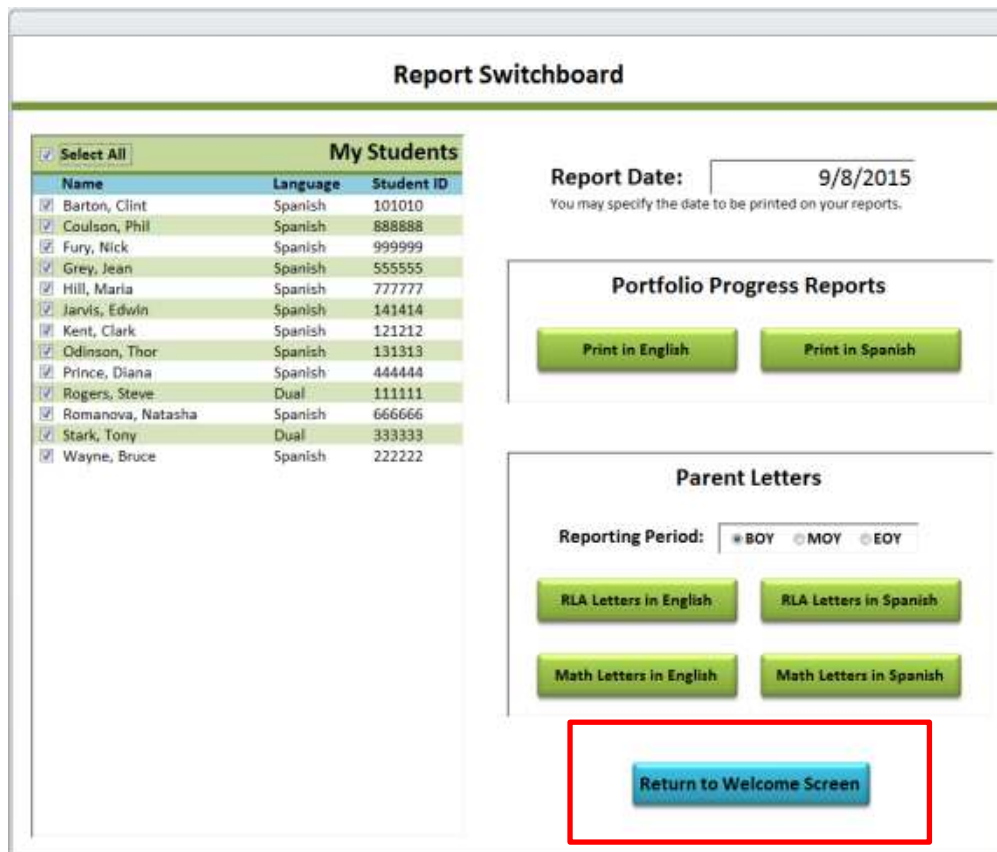 Report Switchboard
Select All My Students
Name Language Student ID
Barton, Clint Spanish 101010
Coulson, Phil Spanish 888888
Fury, Nick Spanish 999999
Grey, Jean Spanish 555555
Hill, Maria Spanish 777777
Jarvis, Edwin Spanish 141414
Kent, Clark Spanish 121212
Odinson, Thor Spanish 131313
Prince, Diana Spanish 444444
Rogers, Steve Dual 111111
Romanova, Natasha Spanish 666666
Stark, Tony Dual 333333
Wayne, Bruce Spanish 222222
Report Date: 9/8/2015
You may specify the date to be printed on your reports.
Portfolio Progress Reports
Print in English Print in Spanish
Parent Letters
Reporting Period: BOY MOY EOY
RLA Letters in English RLA Letters in Spanish
Math Letters in English Math Letters in Spanish
Return to Welcome Screen